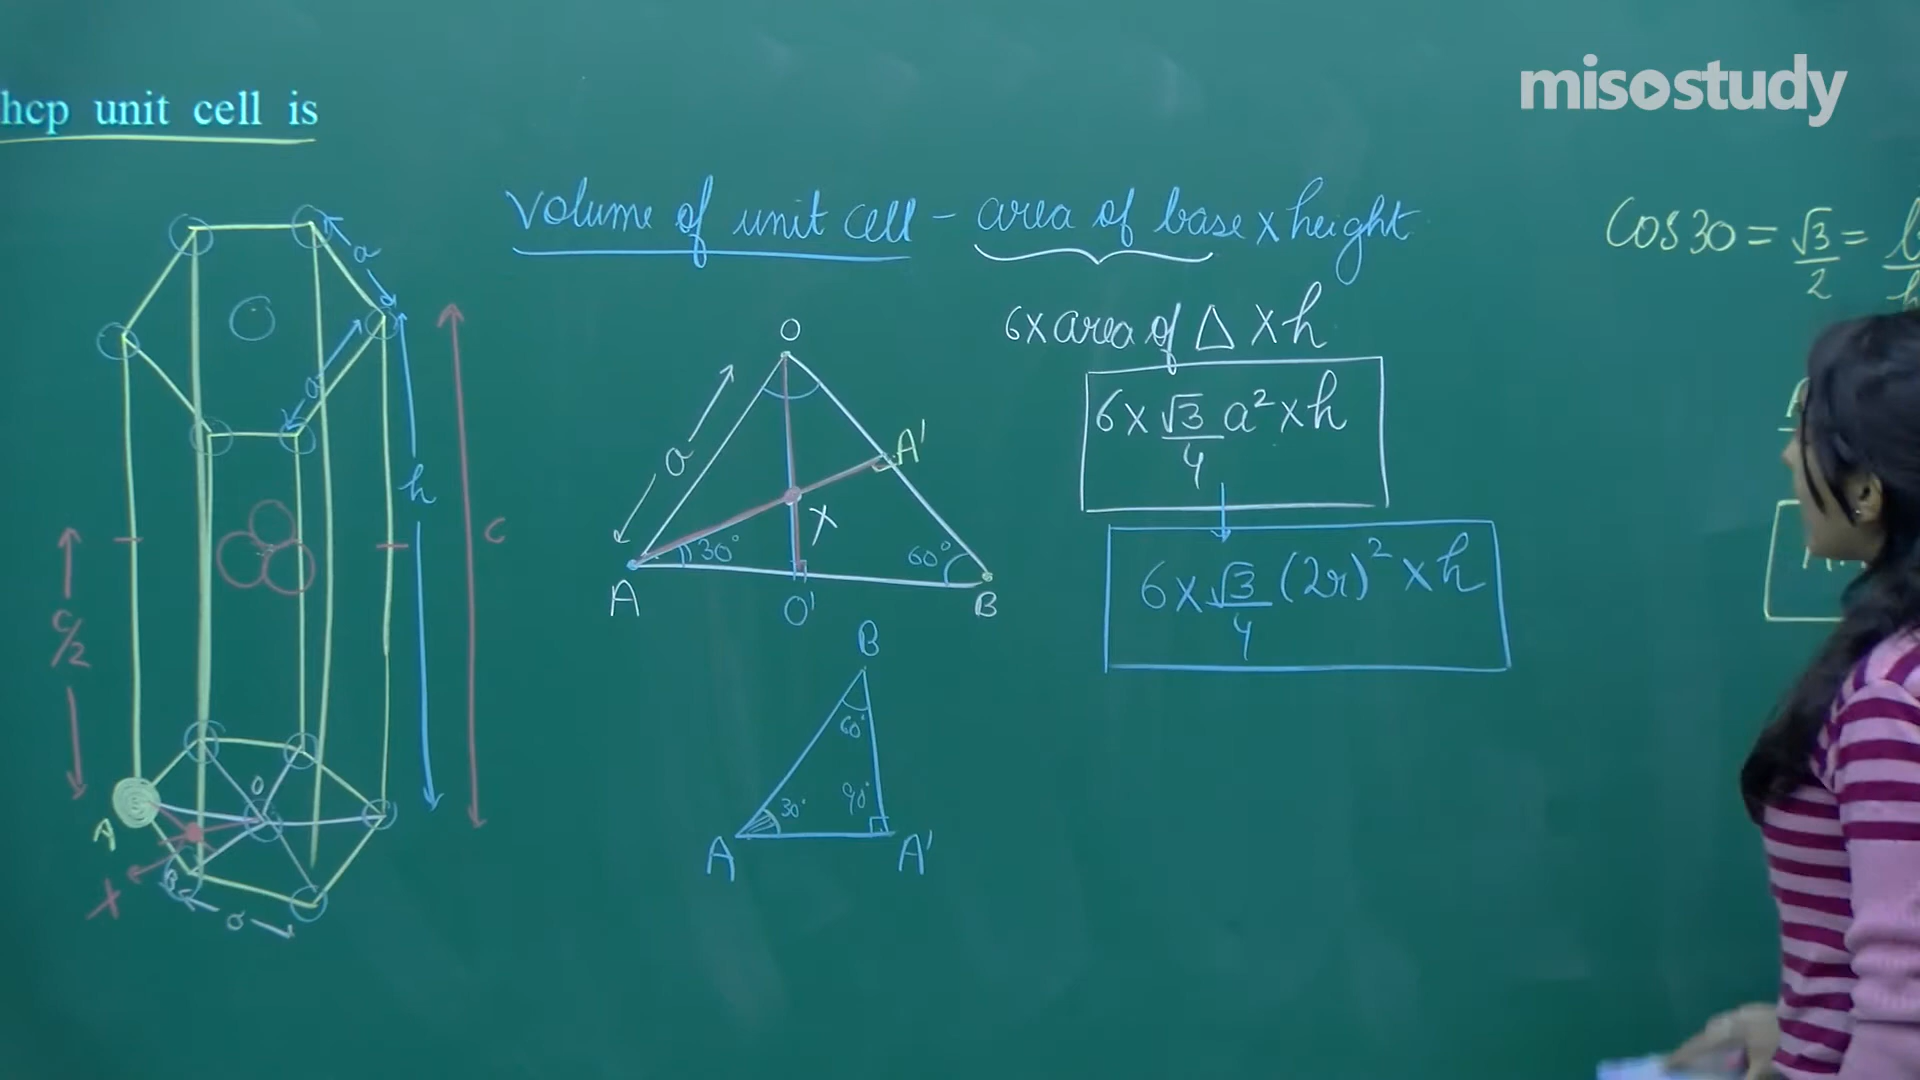 misostudy
hcp unit cell is
Volume of unit cell - area of base x height
Cos 30 = √3/2 =
6 x area of Δ x h
6 x √3/4 a² x h
6 x √3/4 (2r)² x h
a
a
h
c
c/2
O
A
B
X
a
O
a
A'
X
30°
60°
A
O'
B
B
60°
30°
90°
A
A'